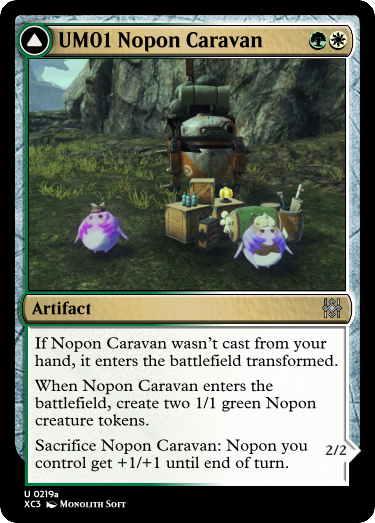 UM01 Nopon Caravan
Artifact
If Nopon Caravan wasn't cast from your
hand, it enters the battlefield transformed.
When Nopon Caravan enters the
battlefield, create two 1/1 green Nopon
creature tokens.
Sacrifice Nopon Caravan: Nopon you
control get +1/+1 until end of turn.
2/2
U 0219a
XC3 Monolith Soft